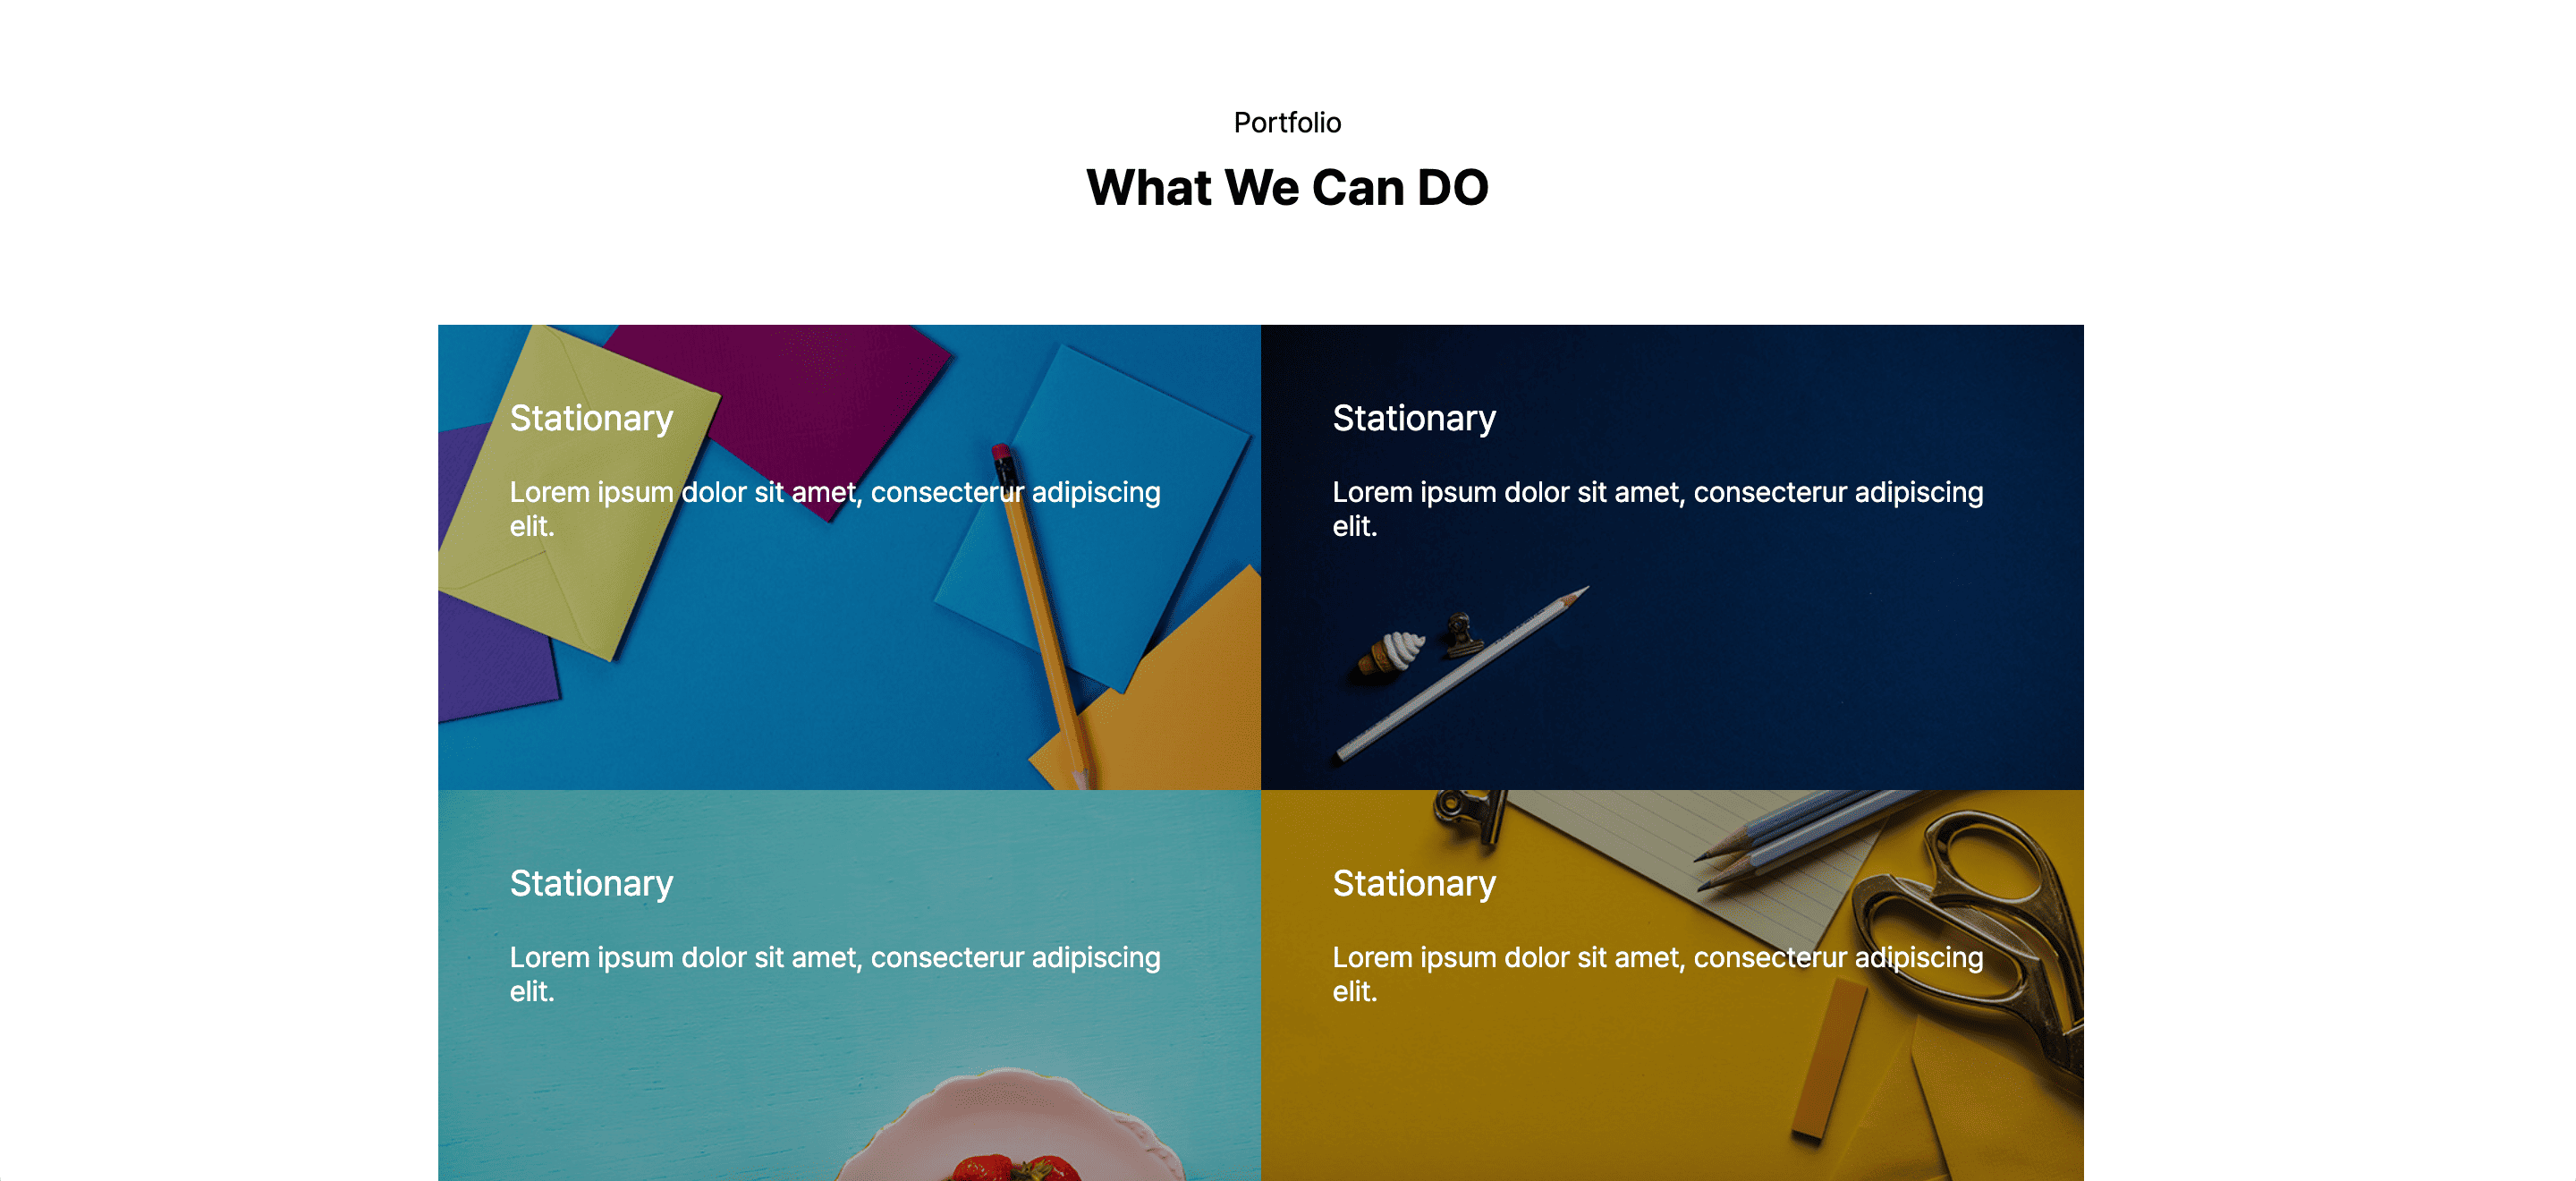 Portfolio
What We Can DO
Stationary
Lorem ipsum dolor sit amet, consecterur adipiscing
elit.
Stationary
Lorem ipsum dolor sit amet, consecterur adipiscing
elit.
Stationary
Lorem ipsum dolor sit amet, consecterur adipiscing
elit.
Stationary
Lorem ipsum dolor sit amet, consecterur adipiscing
elit.